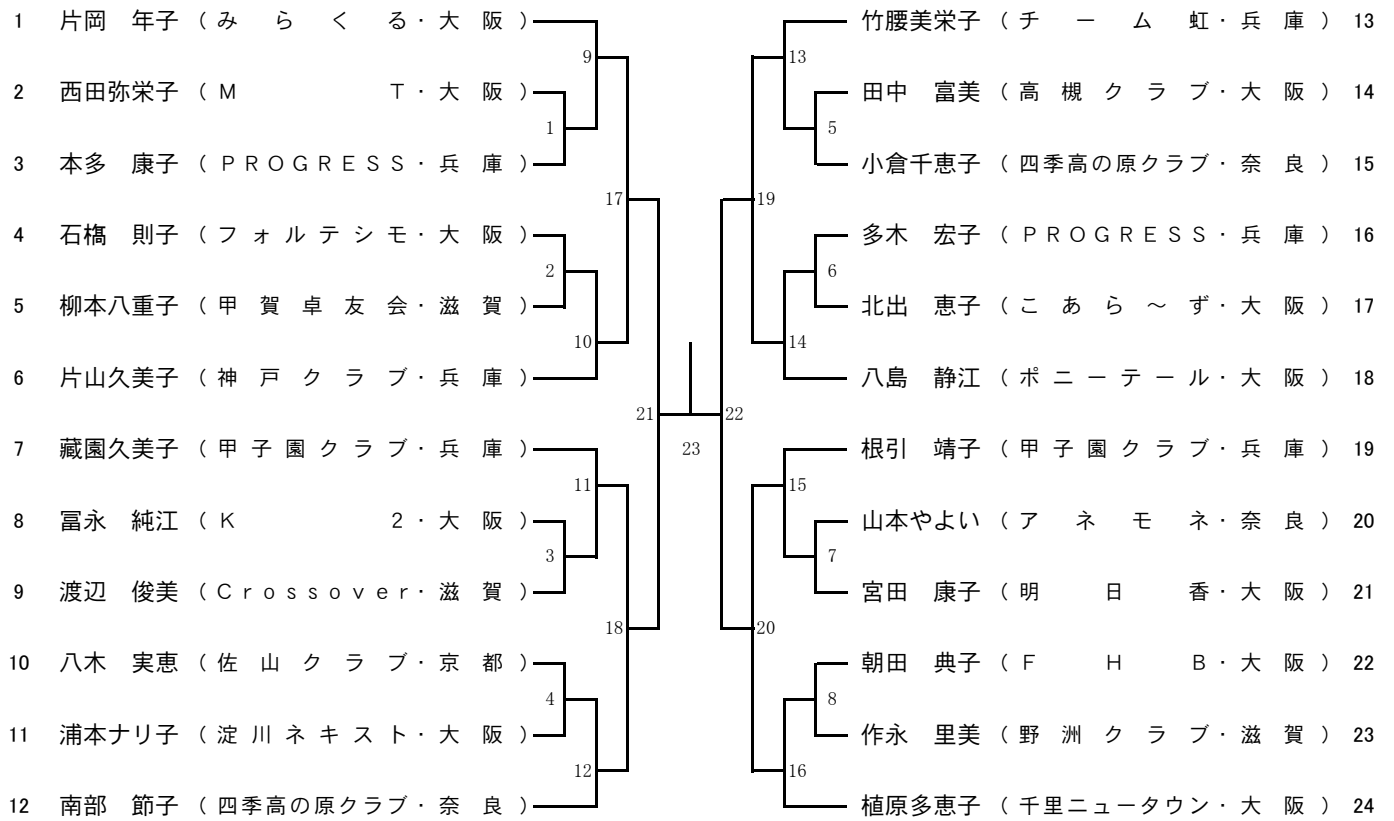 1 片岡 年子 (みらくる・大阪)
9
2 西田弥栄子 (MT・大阪)
1
3 本多 康子 (PROGRESS・兵庫)
17
4 石橋 則子 (フォルテシモ・大阪)
2
5 柳本八重子 (甲賀卓友会・滋賀)
10
6 片山久美子 (神戸クラブ・兵庫)
21
7 藏園久美子 (甲子園クラブ・兵庫)
11
8 冨永 純江 (K2・大阪)
3
9 渡辺 俊美 (Crossover・滋賀)
18
10 八木 実恵 (佐山クラブ・京都)
4
11 浦本ナリ子 (淀川ネキスト・大阪)
12
12 南部 節子 (四季高の原クラブ・奈良)
23
竹腰美栄子 (チーム虹・兵庫) 13
13
田中 富美 (高槻クラブ・大阪) 14
5
小倉千恵子 (四季高の原クラブ・奈良) 15
19
多木 宏子 (PROGRESS・兵庫) 16
6
北出 恵子 (こあら~ず・大阪) 17
14
八島 静江 (ポニーテール・大阪) 18
22
根引 靖子 (甲子園クラブ・兵庫) 19
15
山本やよい (アネモネ・奈良) 20
7
宮田 康子 (明日香・大阪) 21
20
朝田 典子 (FHB・大阪) 22
8
作永 里美 (野洲クラブ・滋賀) 23
16
植原多恵子 (千里ニュータウン・大阪) 24